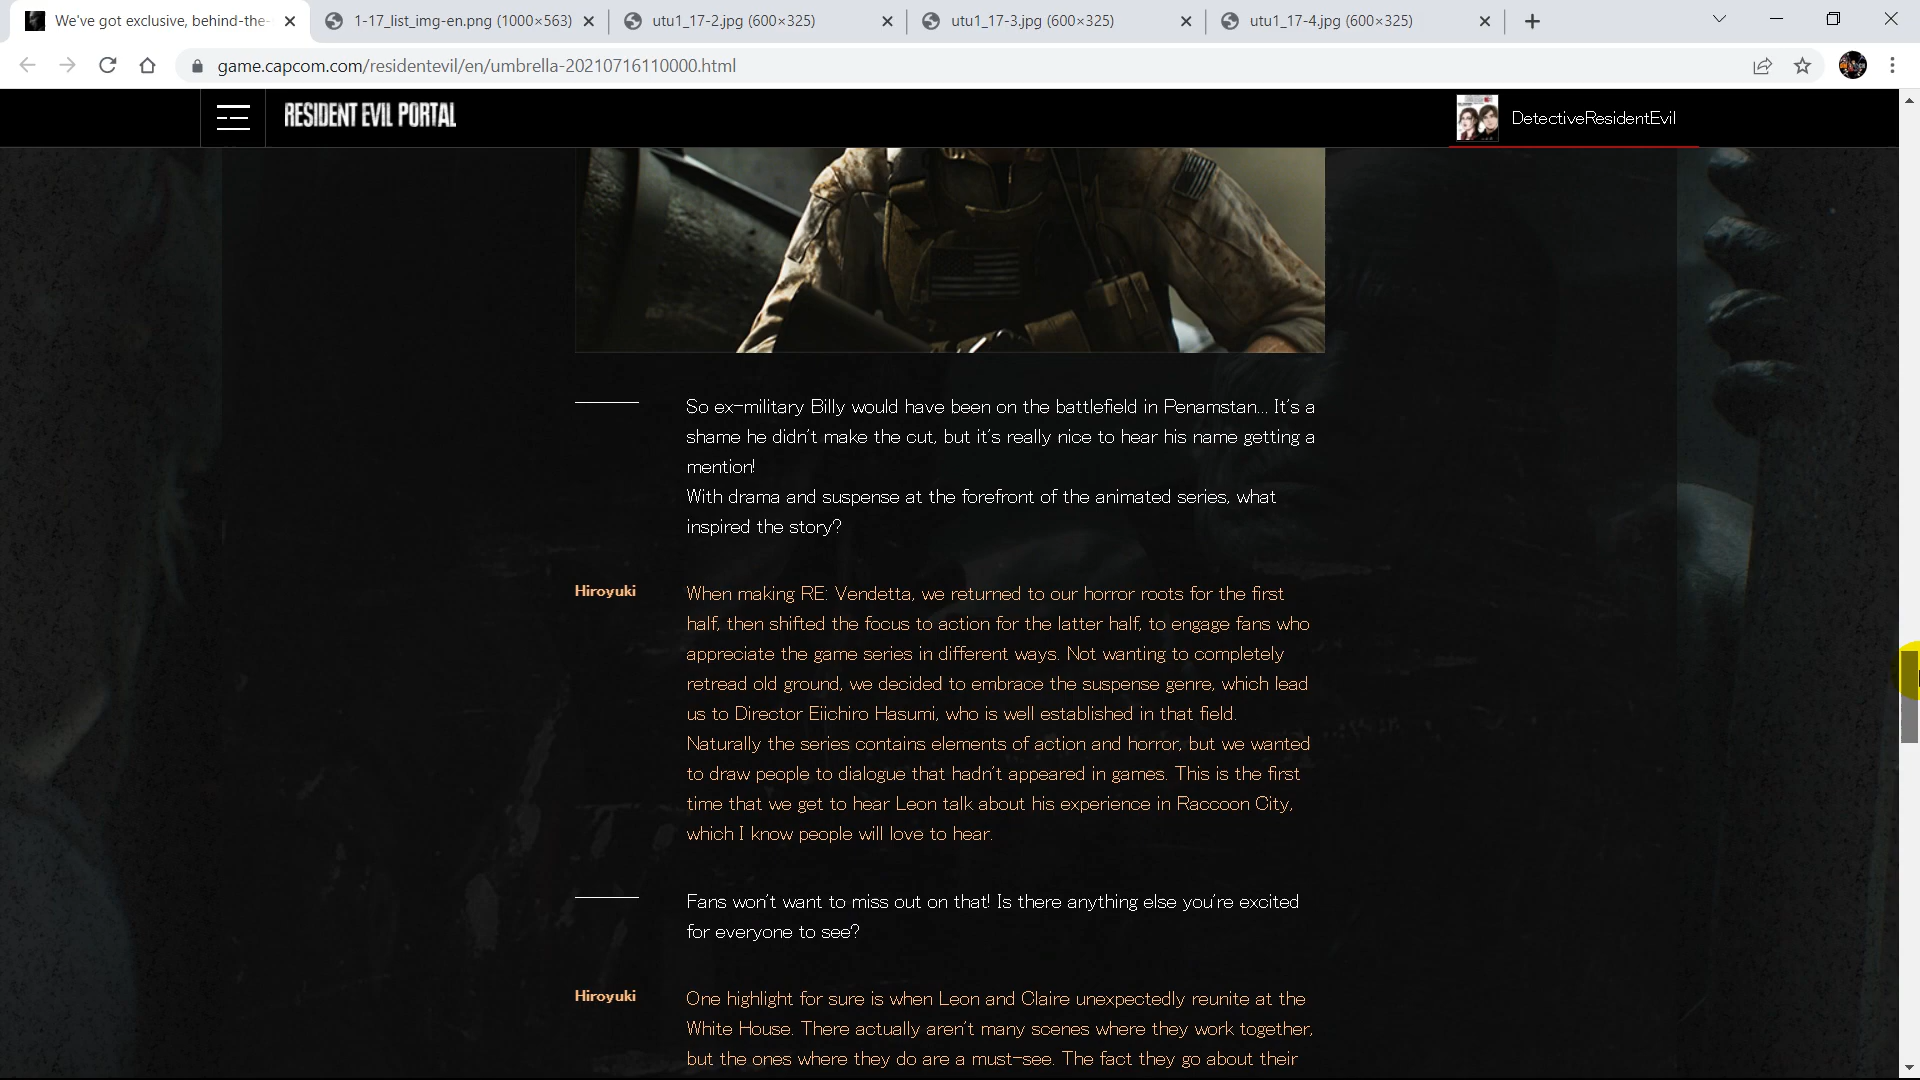 We've got exclusive, behind-the-
1-17_list_img-en.png (1000×563)
utu1_17-2.jpg (600×325)
utu1_17-3.jpg (600×325)
utu1_17-4.jpg (600×325)
game.capcom.com/residentevil/en/umbrella-20210716110000.html
RESIDENT EVIL PORTAL
DetectiveResidentEvil
So ex-military Billy would have been on the battlefield in Penamstan... It's a
shame he didn't make the cut, but it's really nice to hear his name getting a
mention!
With drama and suspense at the forefront of the animated series, what
inspired the story?
Hiroyuki
When making RE: Vendetta, we returned to our horror roots for the first
half, then shifted the focus to action for the latter half, to engage fans who
appreciate the game series in different ways. Not wanting to completely
retread old ground, we decided to embrace the suspense genre, which lead
us to Director Eiichiro Hasumi, who is well established in that field.
Naturally the series contains elements of action and horror, but we wanted
to draw people to dialogue that hadn't appeared in games. This is the first
time that we get to hear Leon talk about his experience in Raccoon City,
which I know people will love to hear.
Fans won't want to miss out on that! Is there anything else you're excited
for everyone to see?
Hiroyuki
One highlight for sure is when Leon and Claire unexpectedly reunite at the
White House. There actually aren't many scenes where they work together,
but the ones where they do are a must-see. The fact they go about their